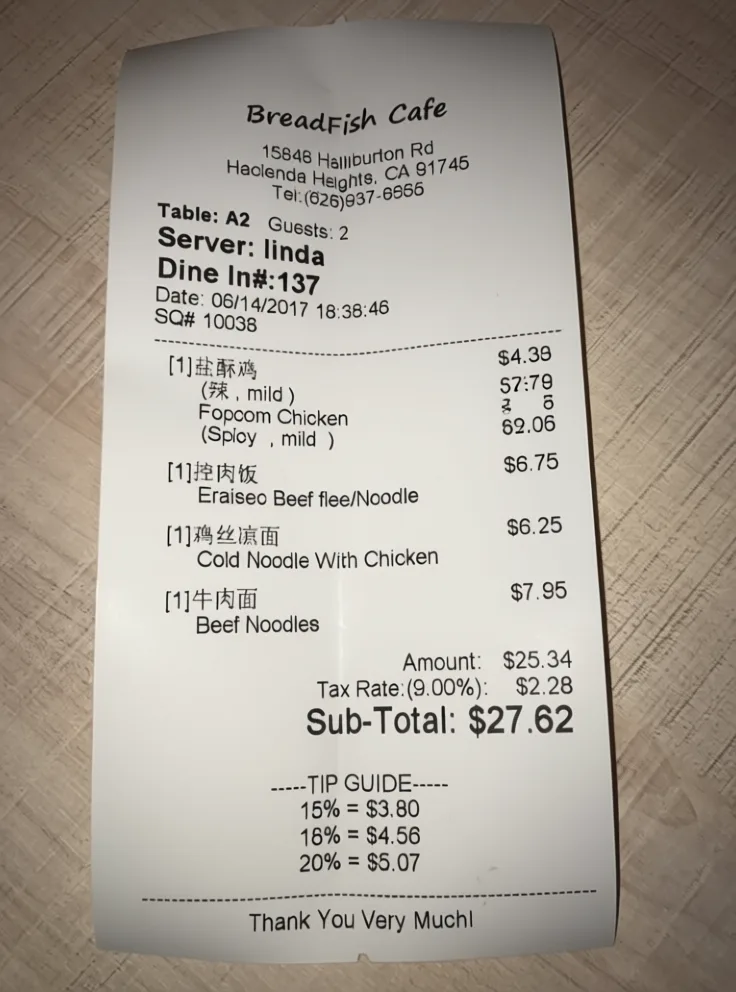 BreadFish Cafe
15846 Halliburton Rd
Haclenda Heights, CA 91745
Tel:(626)937-6666
Table: A2 Guests: 2
Server: linda
Dine In#:137
Date: 06/14/2017 18:38:46
SQ# 10038
[1]盐酥鸡 $4.39
(辣 , mild )
Fopcom Chicken
(Sploy , mild )
[1]控肉饭 $6.75
Eraiseo Beef flee/Noodle
[1]鸡丝凉面 $6.25
Cold Noodle With Chicken
[1]牛肉面 $7.95
Beef Noodles
Amount: $25.34
Tax Rate:(9.00%): $2.28
Sub-Total: $27.62
-----TIP GUIDE-----
15% = $3.80
18% = $4.56
20% = $5.07
Thank You Very Much!